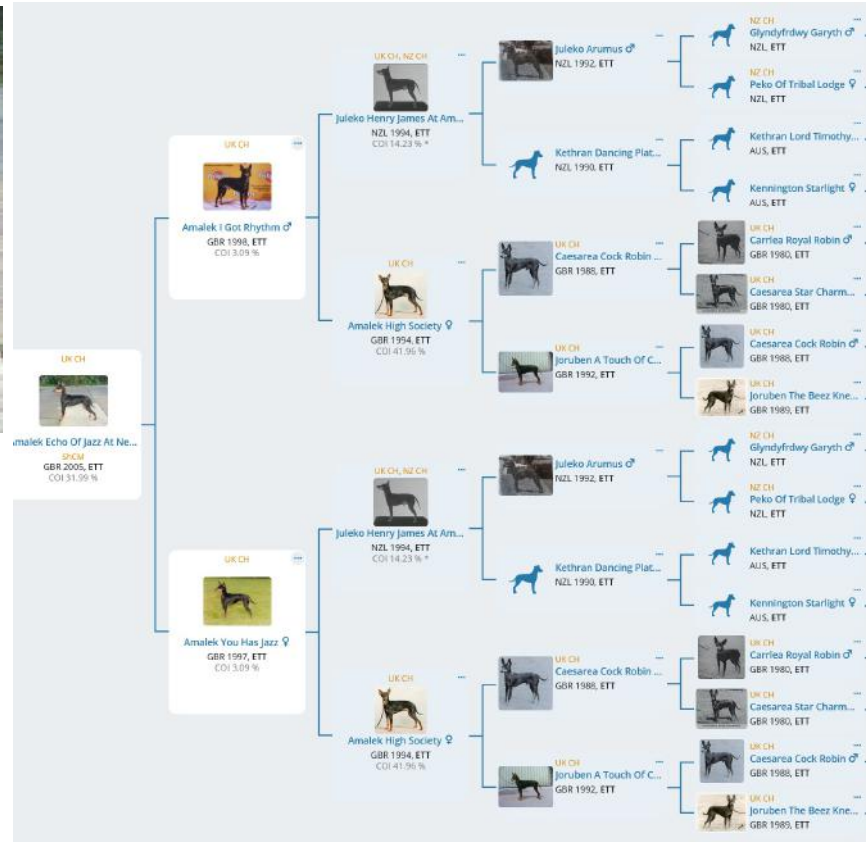 UK CH
malek Echo Of Jazz At Ne...
ShCM
GBR 2005, ETT
COI 31.99 %
UK CH
Amalek I Got Rhythm ♂
GBR 1998, ETT
COI 3.09 %
UK CH
Amalek You Has Jazz ♀
GBR 1997, ETT
COI 3.09 %
UK CH, NZ CH
Juleko Henry James At Am...
NZL 1994, ETT
COI 14.23 % *
UK CH
Amalek High Society ♀
GBR 1994, ETT
COI 41.96 %
UK CH, NZ CH
Juleko Henry James At Am...
NZL 1994, ETT
COI 14.23 % *
UK CH
Amalek High Society ♀
GBR 1994, ETT
COI 41.96 %
Juleko Arumus ♂
NZL 1992, ETT
Kethran Dancing Plat...
NZL 1990, ETT
UK CH
Caesarea Cock Robin ...
GBR 1988, ETT
UK CH
Joruben A Touch Of C...
GBR 1992, ETT
Juleko Arumus ♂
NZL 1992, ETT
Kethran Dancing Plat...
NZL 1990, ETT
UK CH
Caesarea Cock Robin ...
GBR 1988, ETT
UK CH
Joruben A Touch Of C...
GBR 1992, ETT
NZ CH
Glyndyfrdwy Garyth ♂
NZL, ETT
NZ CH
Peko Of Tribal Lodge ♀
NZL, ETT
Kethran Lord Timothy...
AUS, ETT
Kennington Starlight ♀
AUS, ETT
UK CH
Carrlea Royal Robin ♂
GBR 1980, ETT
UK CH
Caesarea Star Charm...
GBR 1980, ETT
UK CH
Caesarea Cock Robin ♂
GBR 1988, ETT
UK CH
Joruben The Beez Kne...
GBR 1989, ETT
NZ CH
Glyndyfrdwy Garyth ♂
NZL, ETT
NZ CH
Peko Of Tribal Lodge ♀
NZL, ETT
Kethran Lord Timothy...
AUS, ETT
Kennington Starlight ♀
AUS, ETT
UK CH
Carrlea Royal Robin ♂
GBR 1980, ETT
UK CH
Caesarea Star Charm...
GBR 1980, ETT
UK CH
Caesarea Cock Robin ♂
GBR 1988, ETT
UK CH
Joruben The Beez Kne...
GBR 1989, ETT